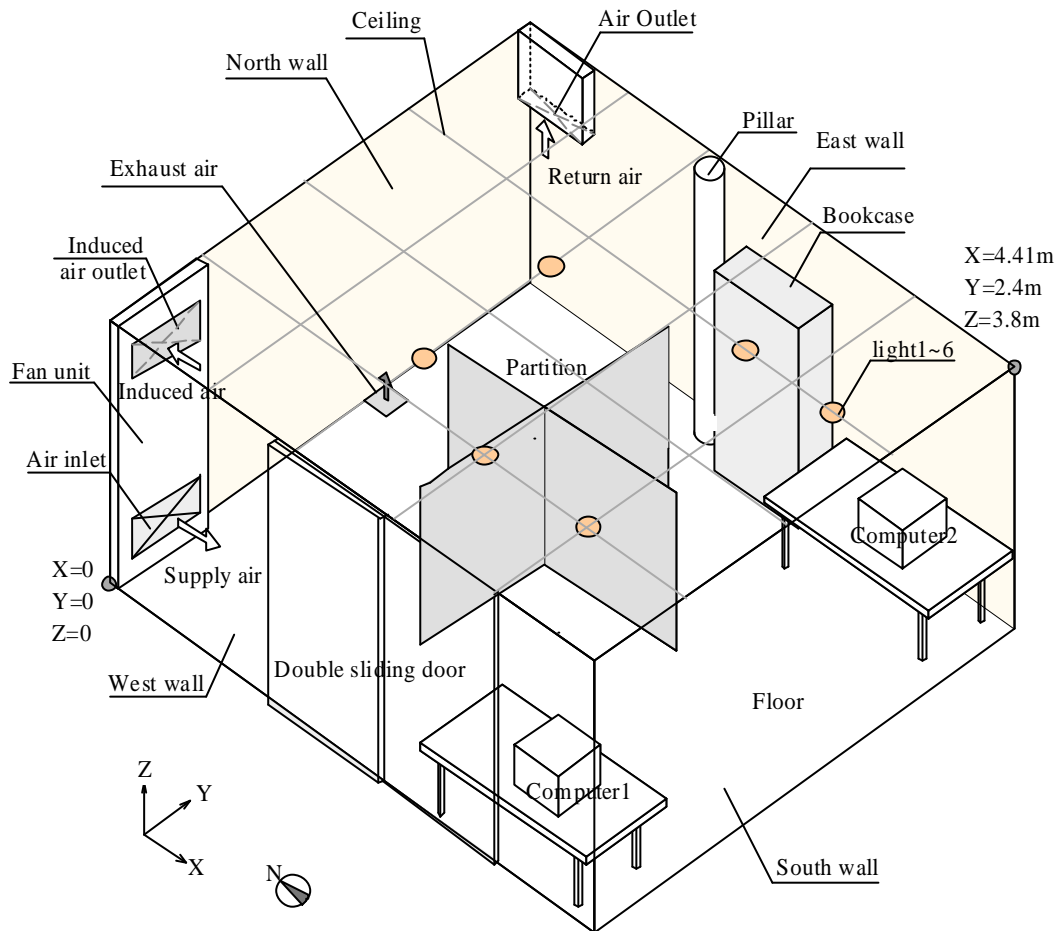 Ceiling
Air Outlet
North wall
Pillar
East wall
Exhaust air
Return air
Bookcase
Induced
air outlet
X=4.41m
Y=2.4m
Z=3.8m
light1~6
Partition
Fan unit
Induced air
Air inlet
Computer2
Supply air
X=0
Y=0
Z=0
West wall
Double sliding door
Floor
Computer1
Z
Y
X
N
South wall